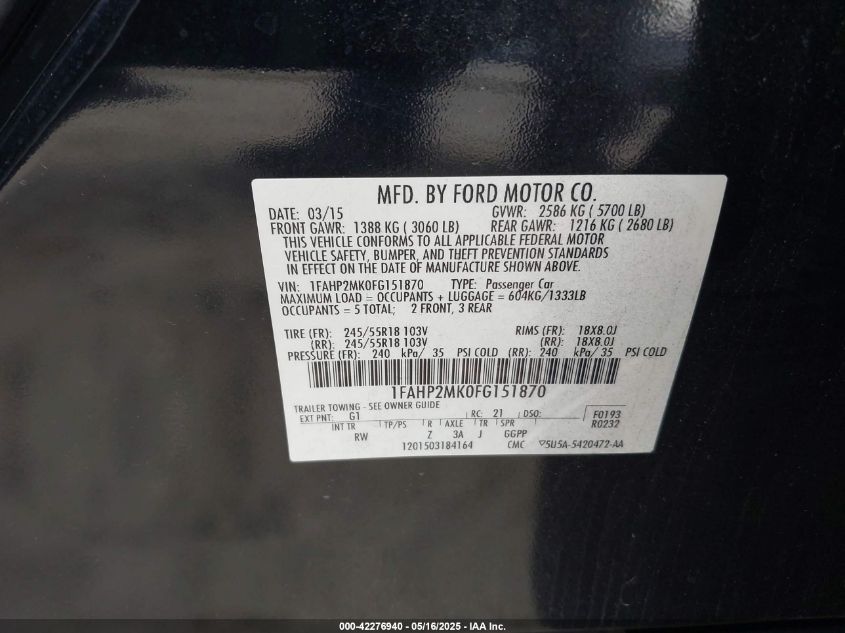 MFD. BY FORD MOTOR CO.
DATE: 03/15 GVWR: 2586 KG ( 5700 LB)
FRONT GAWR: 1388 KG ( 3060 LB) REAR GAWR: 1216 KG ( 2680 LB)
THIS VEHICLE CONFORMS TO ALL APPLICABLE FEDERAL MOTOR
VEHICLE SAFETY, BUMPER, AND THEFT PREVENTION STANDARDS
IN EFFECT ON THE DATE OF MANUFACTURE SHOWN ABOVE.
VIN: 1FAHP2MK0FG151870 TYPE: Passenger Car
MAXIMUM LOAD = OCCUPANTS + LUGGAGE = 604KG/1333LB
OCCUPANTS = 5 TOTAL; 2 FRONT, 3 REAR
TIRE (FR): 245/55R18 103V RIMS (FR): 18X8.0J
(RR): 245/55R18 103V (RR): 18X8.0J
PRESSURE (FR): 240 kPa/ 35 PSI COLD (RR): 240 kPa/ 35 PSI COLD
1FAHP2MK0FG151870
TRAILER TOWING - SEE OWNER GUIDE
EXT PNT: G1 RC: 21 DSO: F0193
INT TR TP/PS R AXLE TR SPR R0232
RW Z 3A J GGPP
1201503184164 CMC 5U5A-5420472-AA
000-42276940 - 05/16/2025 - IAA Inc.